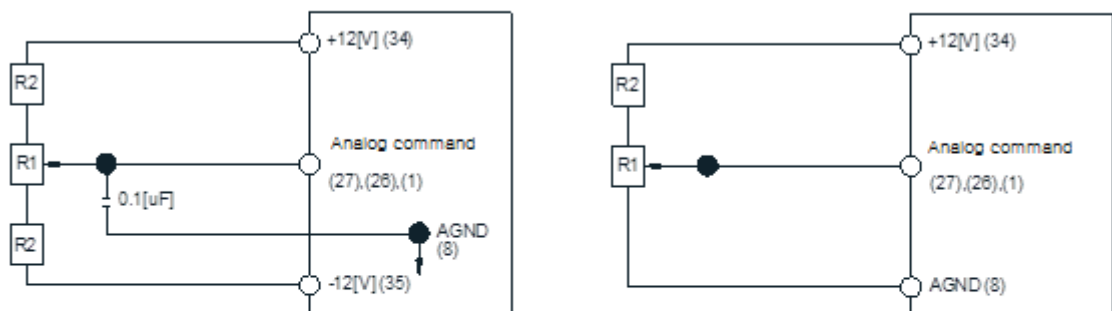 +12[V] (34)
R2
R1
Analog command
(27),(26),(1)
0.1[uF]
R2
AGND
(8)
-12[V] (35)
+12[V] (34)
R2
R1
Analog command
(27),(26),(1)
AGND (8)